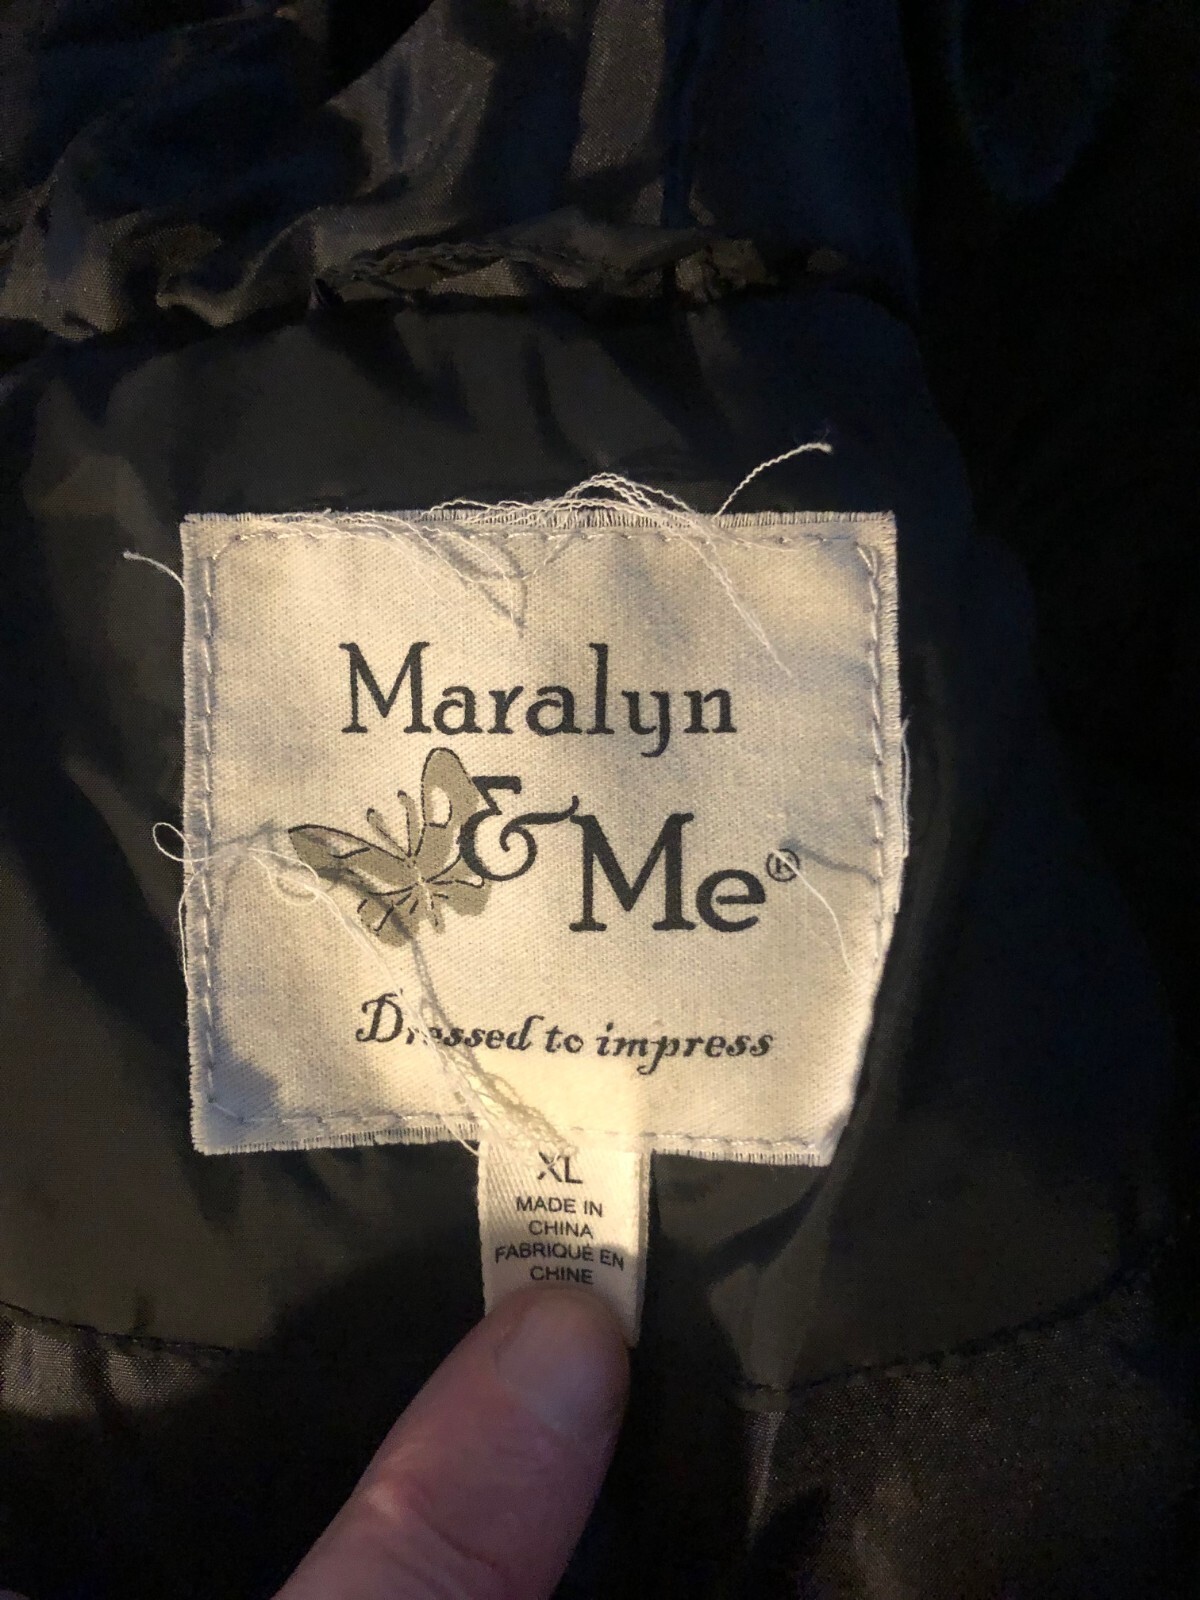 Maralyn
& Me®
Dressed to impress
XL
MADE IN
CHINA
FABRIQUÉ EN
CHINE